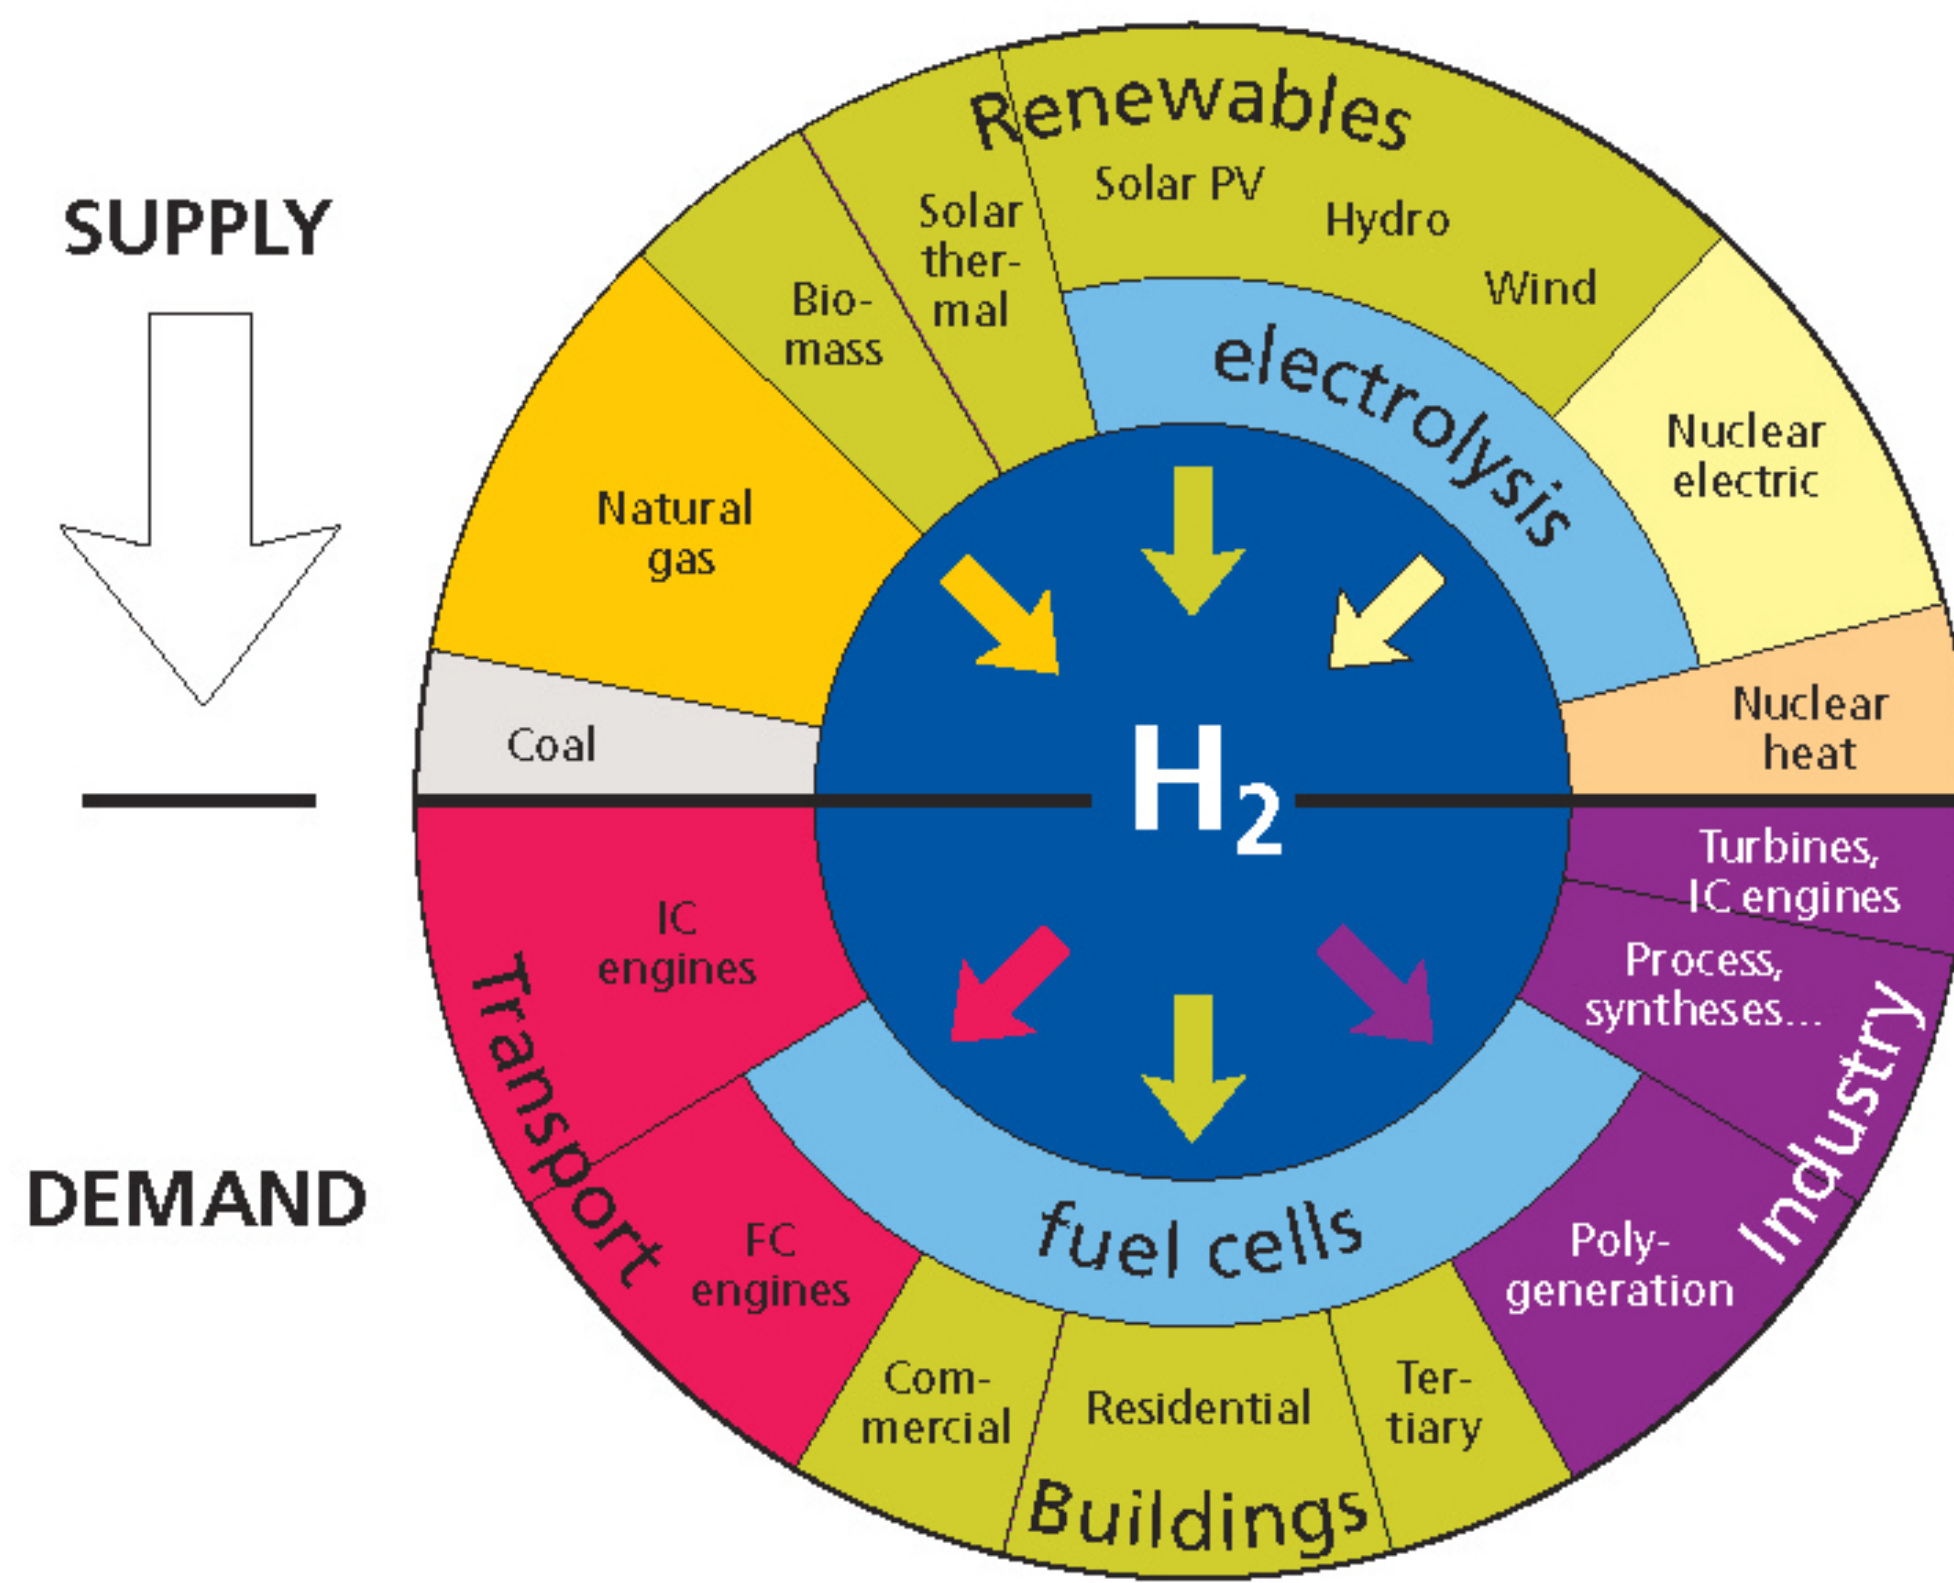 SUPPLY
DEMAND
Renewables
Solar PV
Hydro
Wind
Solar
ther-
mal
Bio-
mass
electrolysis
Nuclear
electric
Natural
gas
Nuclear
heat
Coal
H₂
Turbines,
IC engines
IC
engines
Process,
syntheses...
Transport
Industry
fuel cells
FC
engines
Poly-
generation
Com-
mercial
Residential
Ter-
tiary
Buildings